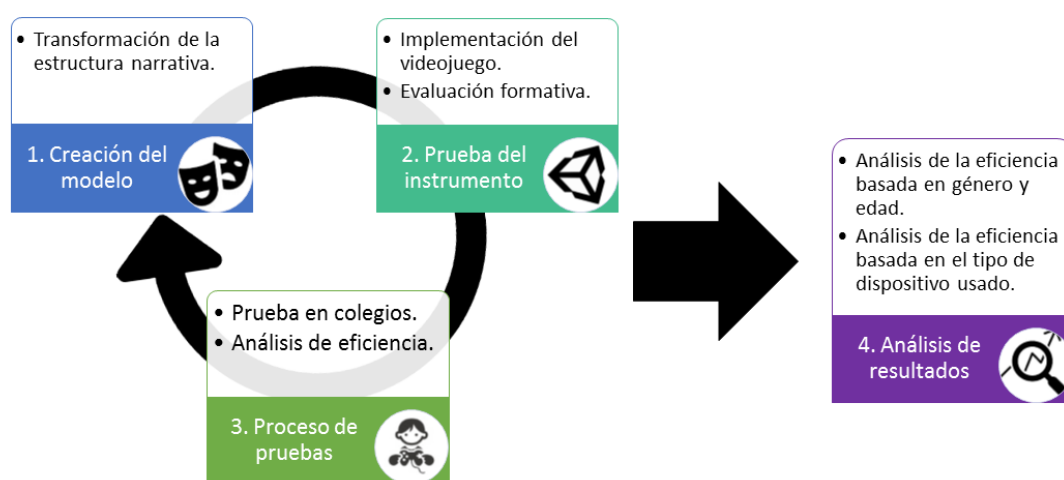 • Transformación de la
estructura narrativa.
1. Creación del
modelo
• Implementación del
videojuego.
• Evaluación formativa.
2. Prueba del
instrumento
• Prueba en colegios.
• Análisis de eficiencia.
3. Proceso de
pruebas
• Análisis de la eficiencia
basada en género y
edad.
• Análisis de la eficiencia
basada en el tipo de
dispositivo usado.
4. Análisis de
resultados